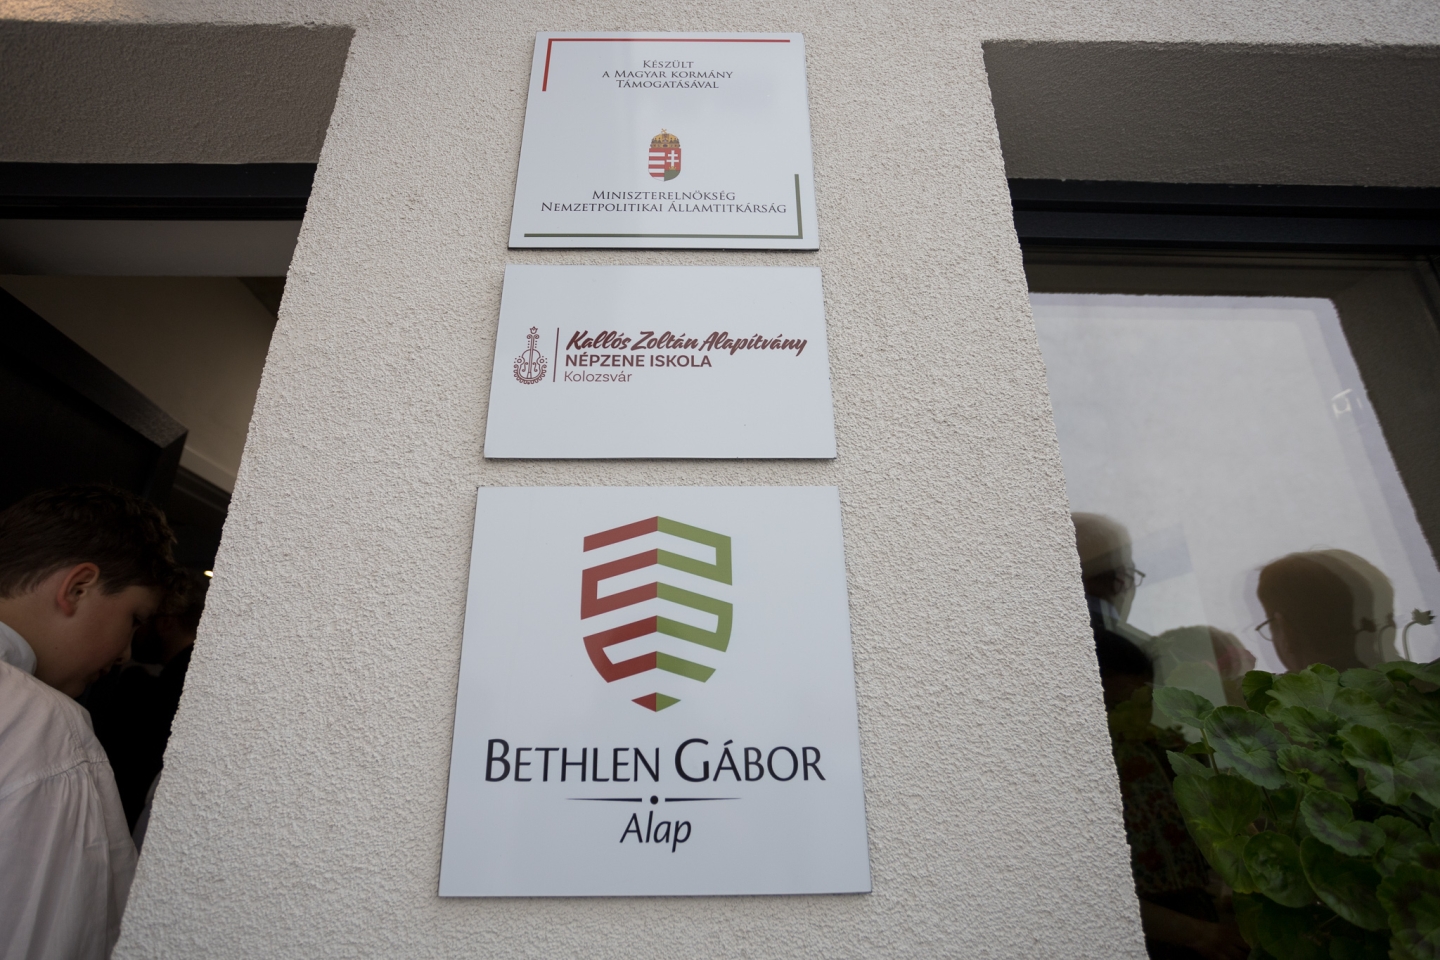 KÉSZÜLT
A MAGYAR KORMÁNY
TÁMOGATÁSÁVAL
MINISZTERELNÖKSÉG
NEMZETPOLITIKAI ÁLLAMTITKÁRSÁG
Kallós Zoltán Alapítvány
NÉPZENE ISKOLA
Kolozsvár
BETHLEN GÁBOR
Alap